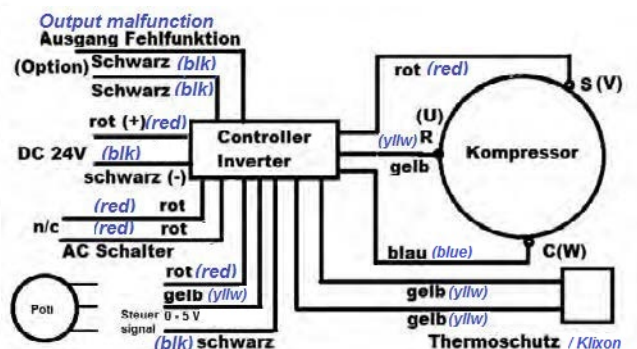 Output malfunction
Ausgang Fehlfunktion
(Option) Schwarz (blk)
Schwarz (blk)
rot (+) (red)
DC 24V (blk)
schwarz (-)
(red) rot
n/c (red) rot
AC Schalter
rot (red)
gelb (yllw)
Poti
Steuer 0 - 5 V
signal
(blk) schwarz
Controller
Inverter
rot (red)
S (V)
(U)
(yllw) R
gelb
Kompressor
blau (blue)
C(W)
gelb (yllw)
gelb (yllw)
Thermoschutz / Klixon